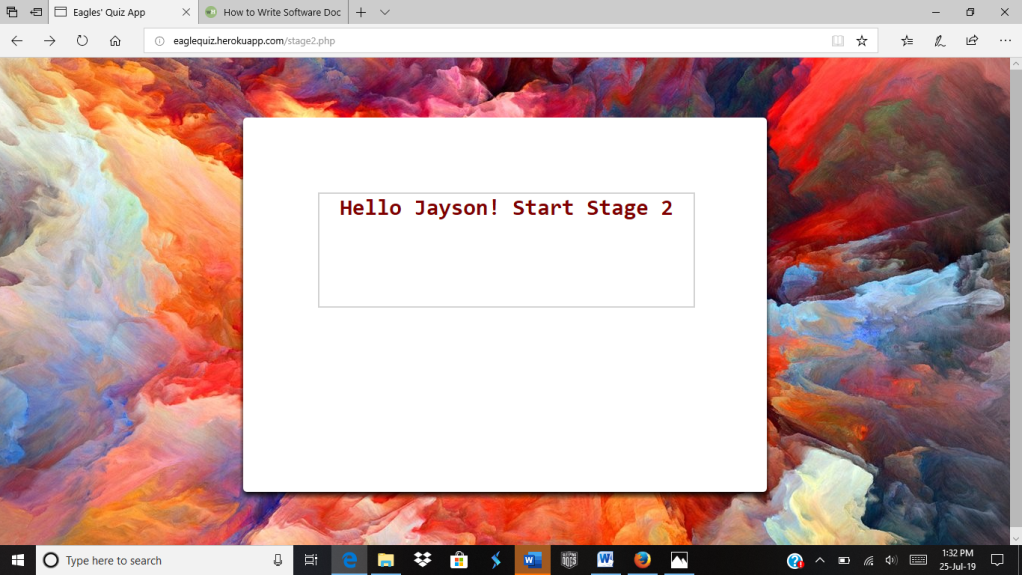 Eagles' Quiz App
How to Write Software Doc
eaglequiz.herokuapp.com/stage2.php
Hello Jayson! Start Stage 2
Type here to search
1:32 PM
25-Jul-19